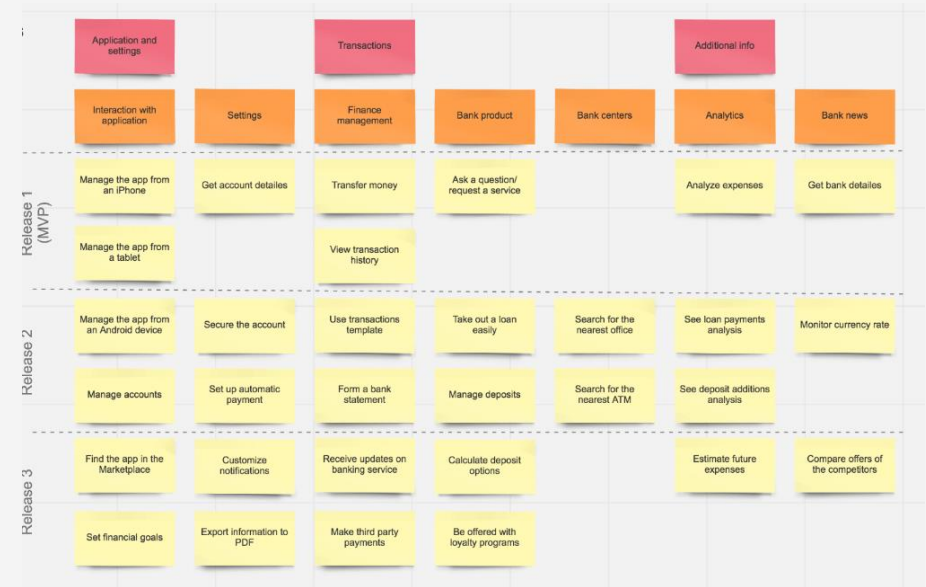 s
Application and
settings
Transactions
Additional info
Interaction with
application
Settings
Finance
management
Bank product
Bank centers
Analytics
Bank news
Release 1
(MVP)
Manage the app from
an iPhone
Get account detailes
Transfer money
Ask a question/
request a service
Analyze expenses
Get bank detailes
Manage the app from
a tablet
View transaction
history
Release 2
Manage the app from
an Android device
Secure the account
Use transactions
template
Take out a loan
easily
Search for the
nearest office
See loan payments
analysis
Monitor currency rate
Manage accounts
Set up automatic
payment
Form a bank
statement
Manage deposits
Search for the
nearest ATM
See deposit additions
analysis
Release 3
Find the app in the
Marketplace
Customize
notifications
Receive updates on
banking service
Calculate deposit
options
Estimate future
expenses
Compare offers of
the competitors
Set financial goals
Export information to
PDF
Make third party
payments
Be offered with
loyalty programs